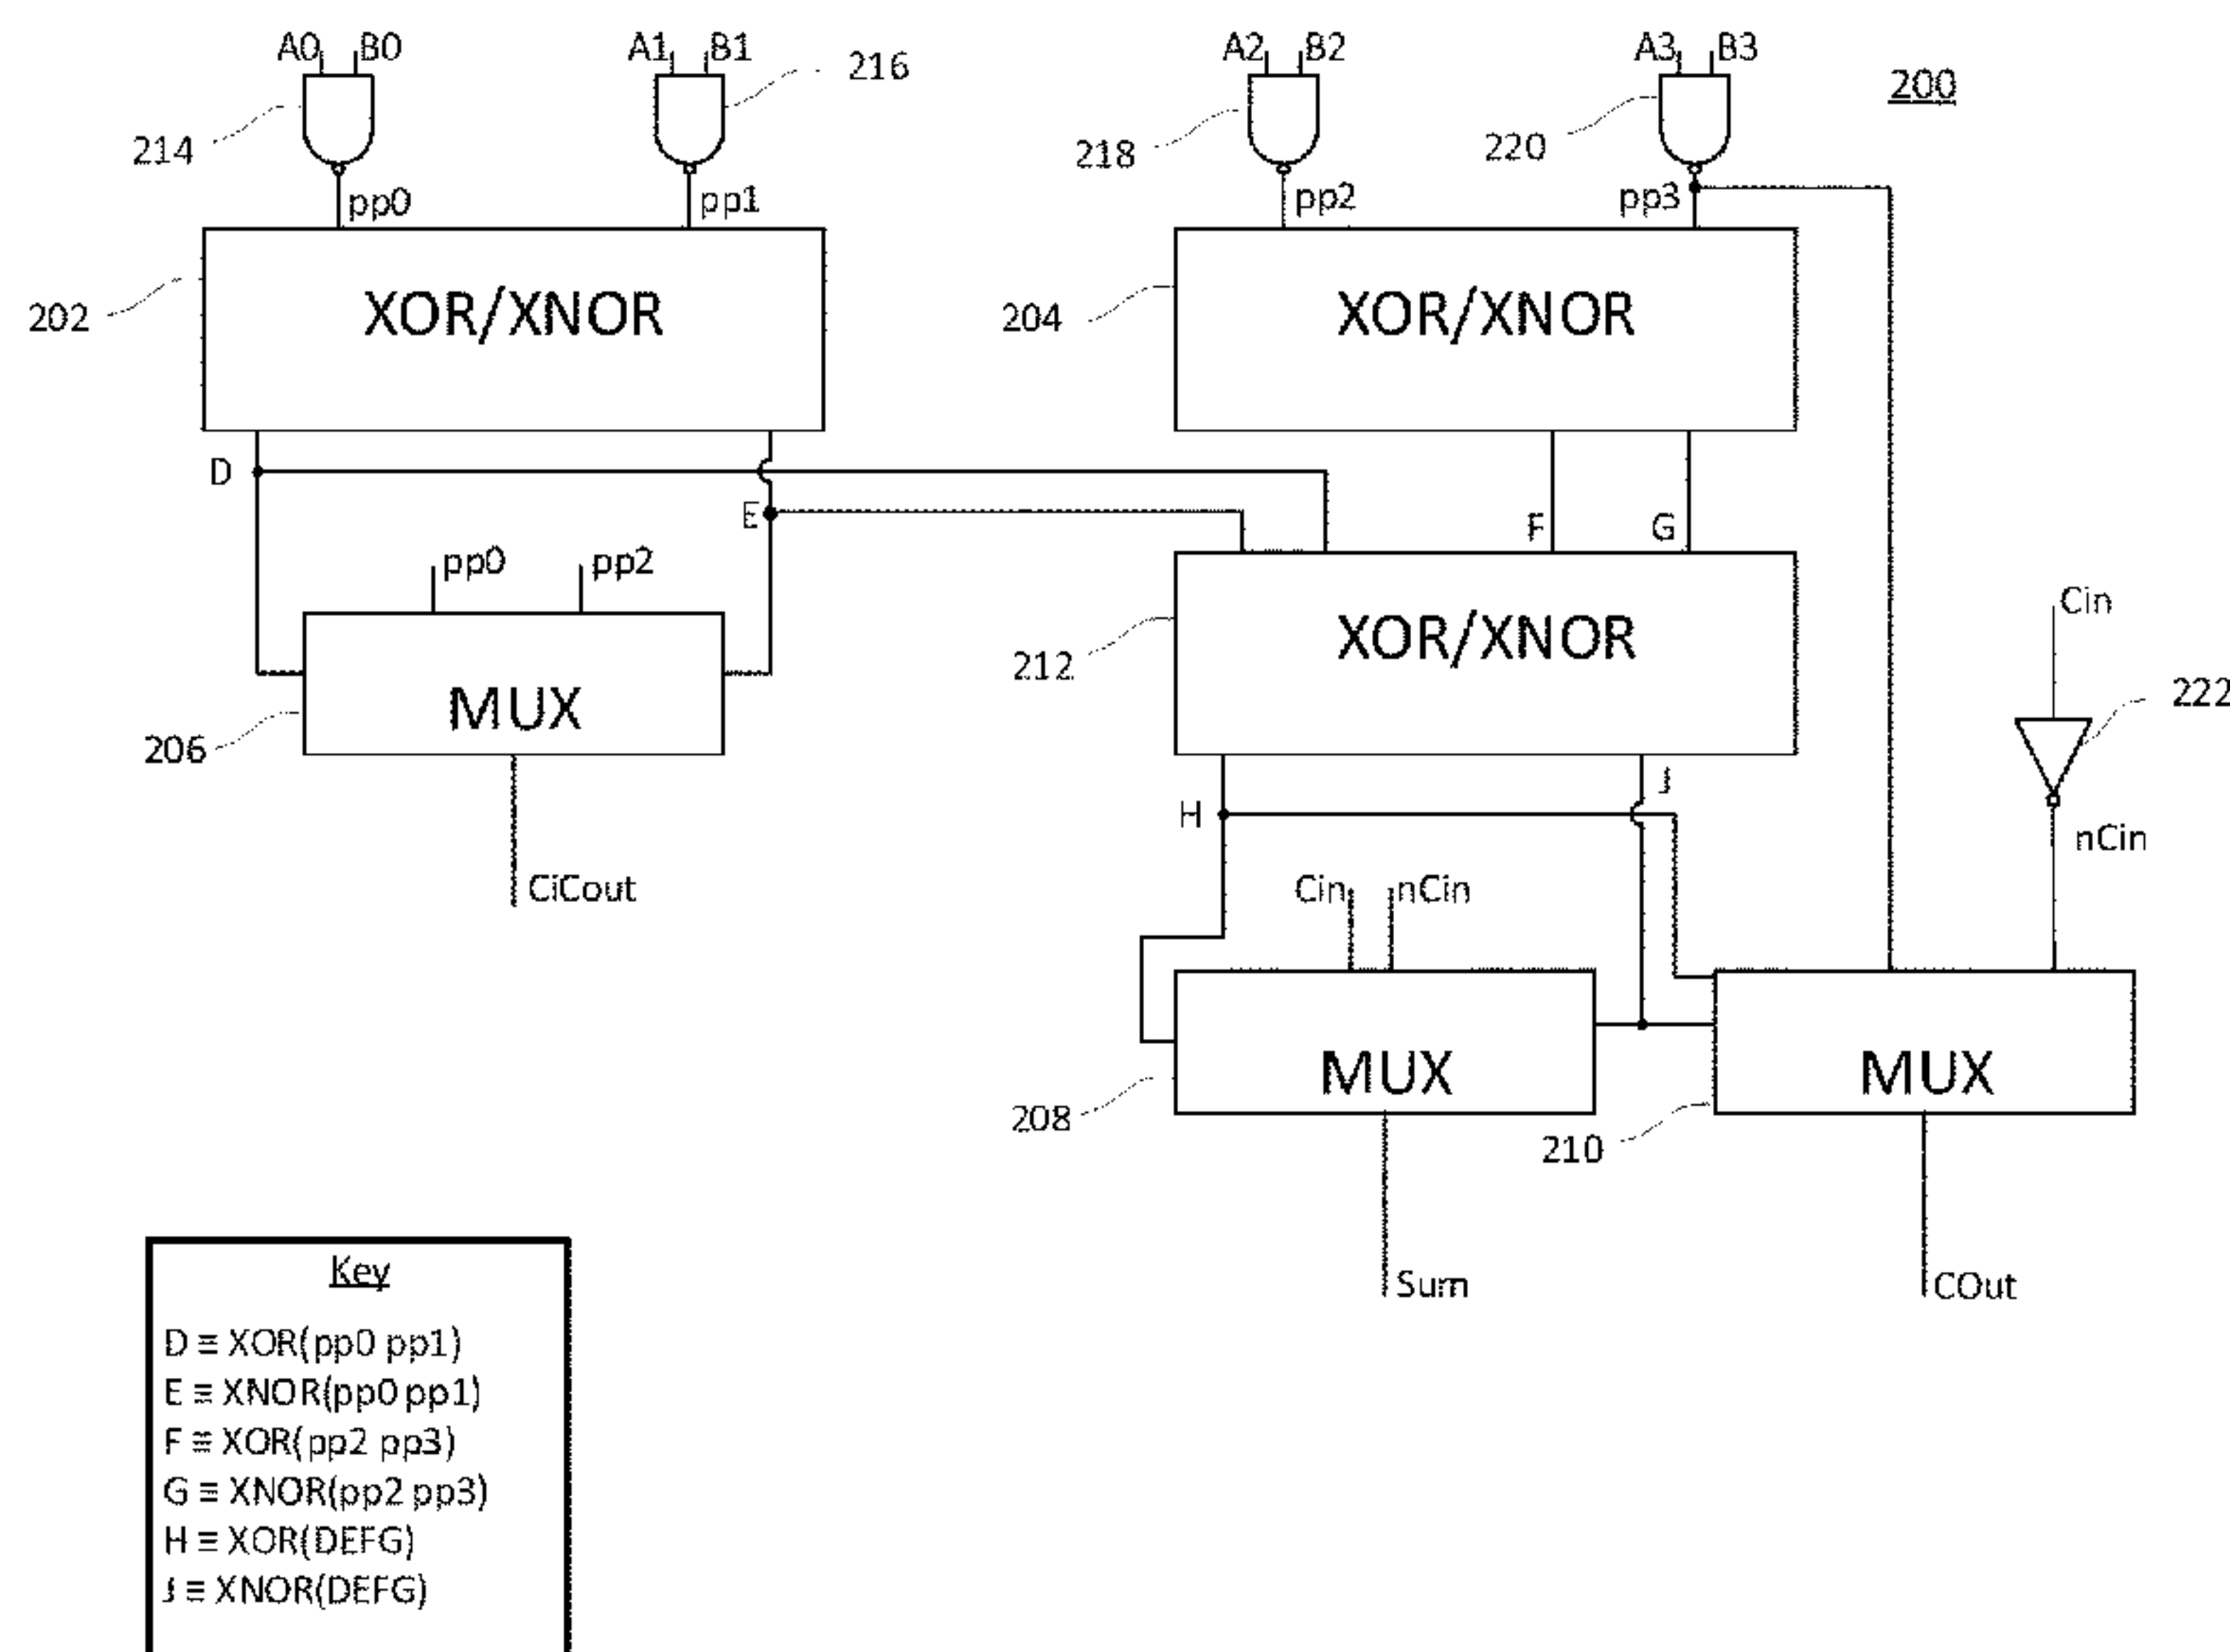 A0 B0
A1 B1
216
A2 B2
A3 B3
200
214
218
220
pp0
pp1
pp2
pp3
202
XOR/XNOR
204
XOR/XNOR
D
E
F
G
pp0
pp2
Cin
212
XOR/XNOR
222
206
MUX
J
H
nCin
CiCout
Cin
nCin
208
MUX
210
MUX
Sum
COut
Key
D ≡ XOR(pp0 pp1)
E ≡ XNOR(pp0 pp1)
F ≡ XOR(pp2 pp3)
G ≡ XNOR(pp2 pp3)
H ≡ XOR(DEFG)
J ≡ XNOR(DEFG)